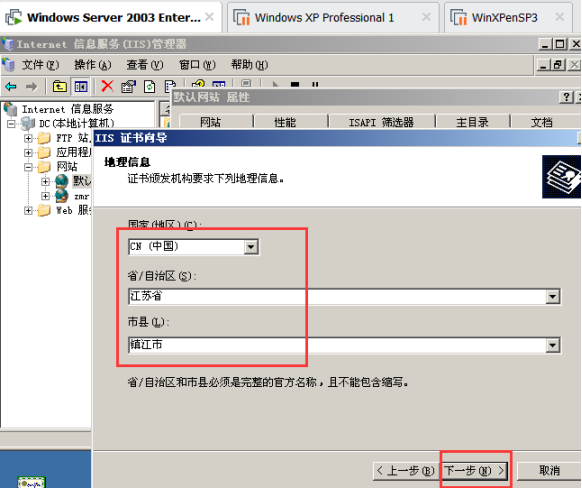 Windows Server 2003 Enter... × Windows XP Professional 1 × WinXPenSP3 ×
Internet 信息服务(IIS)管理器
文件(F) 操作(A) 查看(V) 窗口(W) 帮助(H)
默认网站 属性
Internet 信息服务
网站 性能 ISAPI 筛选器 主目录 文档
DC(本地计算机)
FTP 站
IIS 证书向导
应用程
网站
默认
zmr
Web 服
地理信息
证书颁发机构要求下列地理信息。
国家(地区)(C):
CN (中国)
省/自治区(S):
江苏省
市县(L):
镇江市
省/自治区和市县必须是完整的官方名称，且不能包含缩写。
< 上一步(B) 下一步(N) > 取消